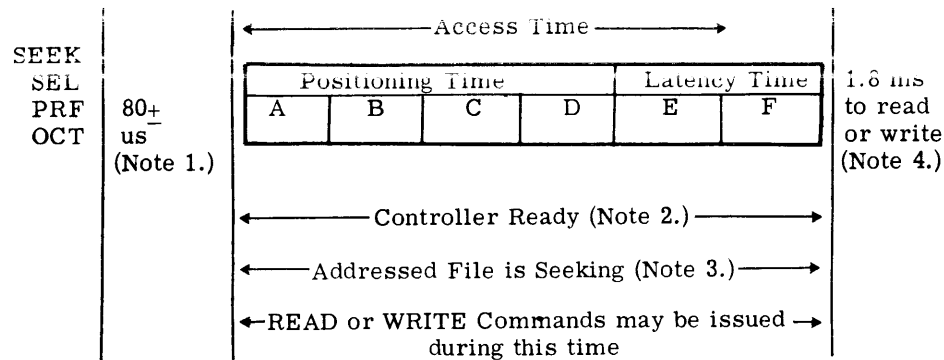 Access Time
SEEK
SEL
PRF
OCT
80+
us
(Note 1.)
Positioning Time
Latency Time
A B C D E F
1.8 ms
to read
or write
(Note 4.)
Controller Ready (Note 2.)
Addressed File is Seeking (Note 3.)
READ or WRITE Commands may be issued
during this time